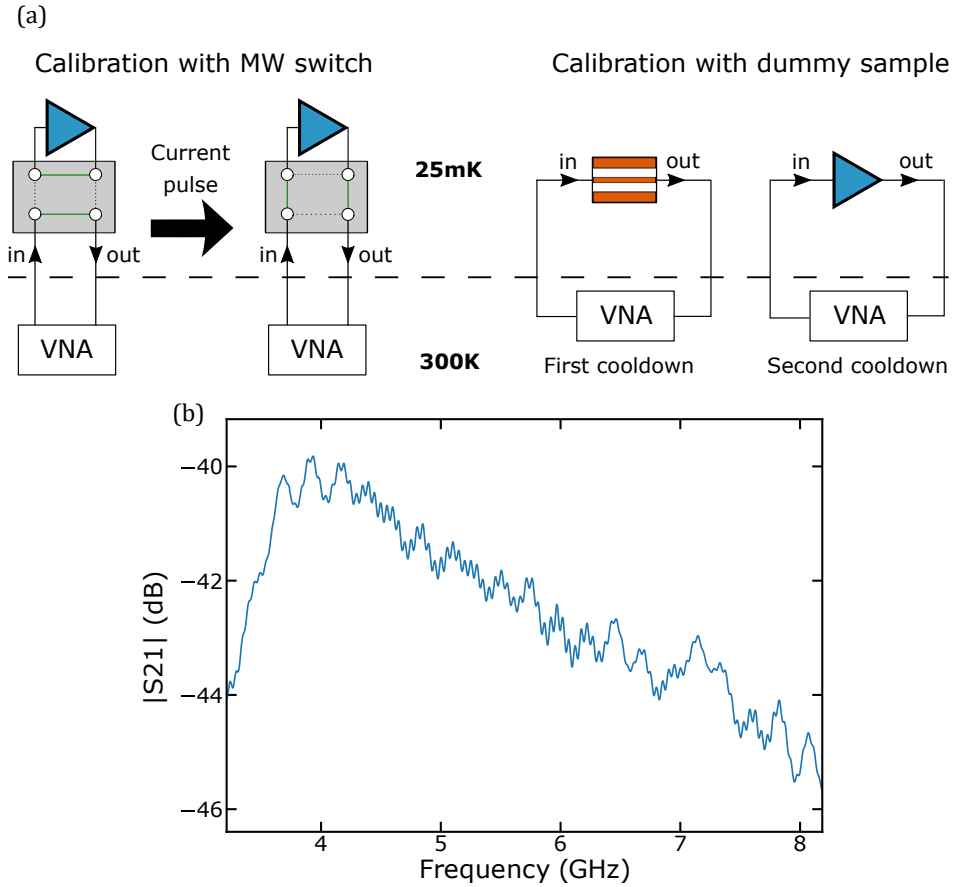 (a)
Calibration with MW switch
Calibration with dummy sample
Current
pulse
25mK
in
out
in
out
in
out
in
out
VNA
VNA
VNA
VNA
300K
First cooldown
Second cooldown
(b)
−40
−42
−44
−46
|S21| (dB)
4
5
6
7
8
Frequency (GHz)